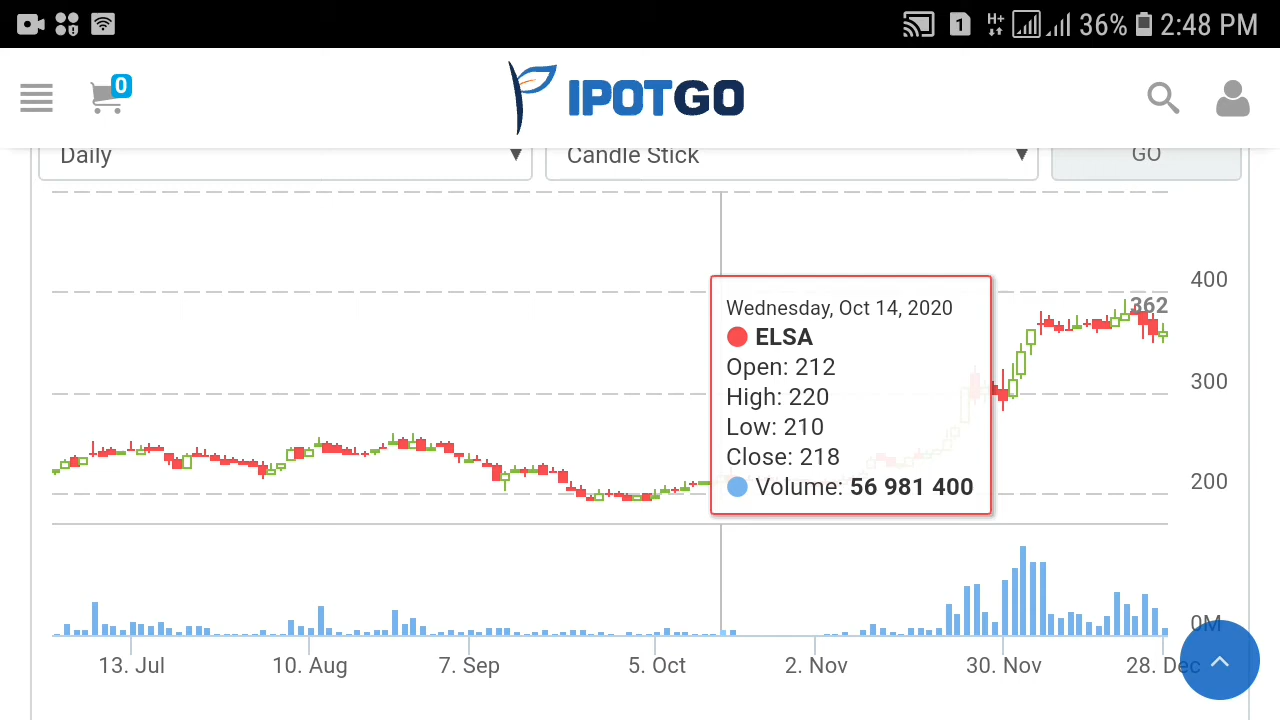 1 H+ 36% 2:48 PM
0
IPOTGO
Daily
Candle Stick
GO
400
362
Wednesday, Oct 14, 2020
ELSA
Open: 212
High: 220
Low: 210
Close: 218
Volume: 56 981 400
300
200
0M
13. Jul
10. Aug
7. Sep
5. Oct
2. Nov
30. Nov
28. Dec